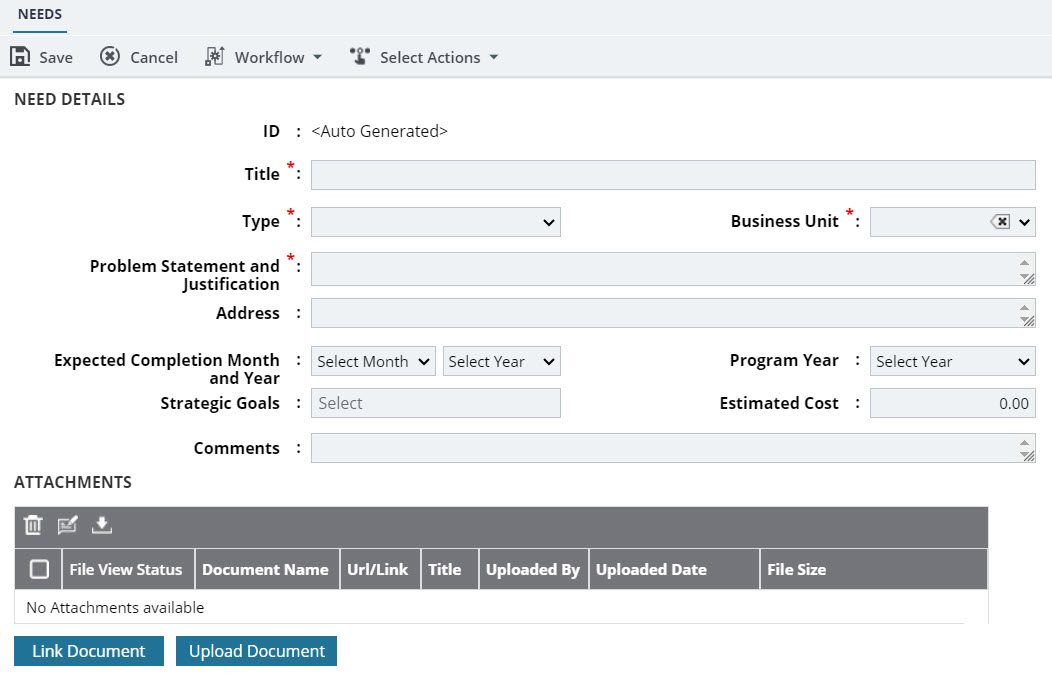 NEEDS
Save Cancel Workflow Select Actions
NEED DETAILS
ID : <Auto Generated>
Title * :
Type * : Business Unit * :
Problem Statement and * :
Justification
Address :
Expected Completion Month : Select Month Select Year Program Year : Select Year
and Year
Strategic Goals : Select Estimated Cost : 0.00
Comments :
ATTACHMENTS
File View Status Document Name Url/Link Title Uploaded By Uploaded Date File Size
No Attachments available
Link Document Upload Document